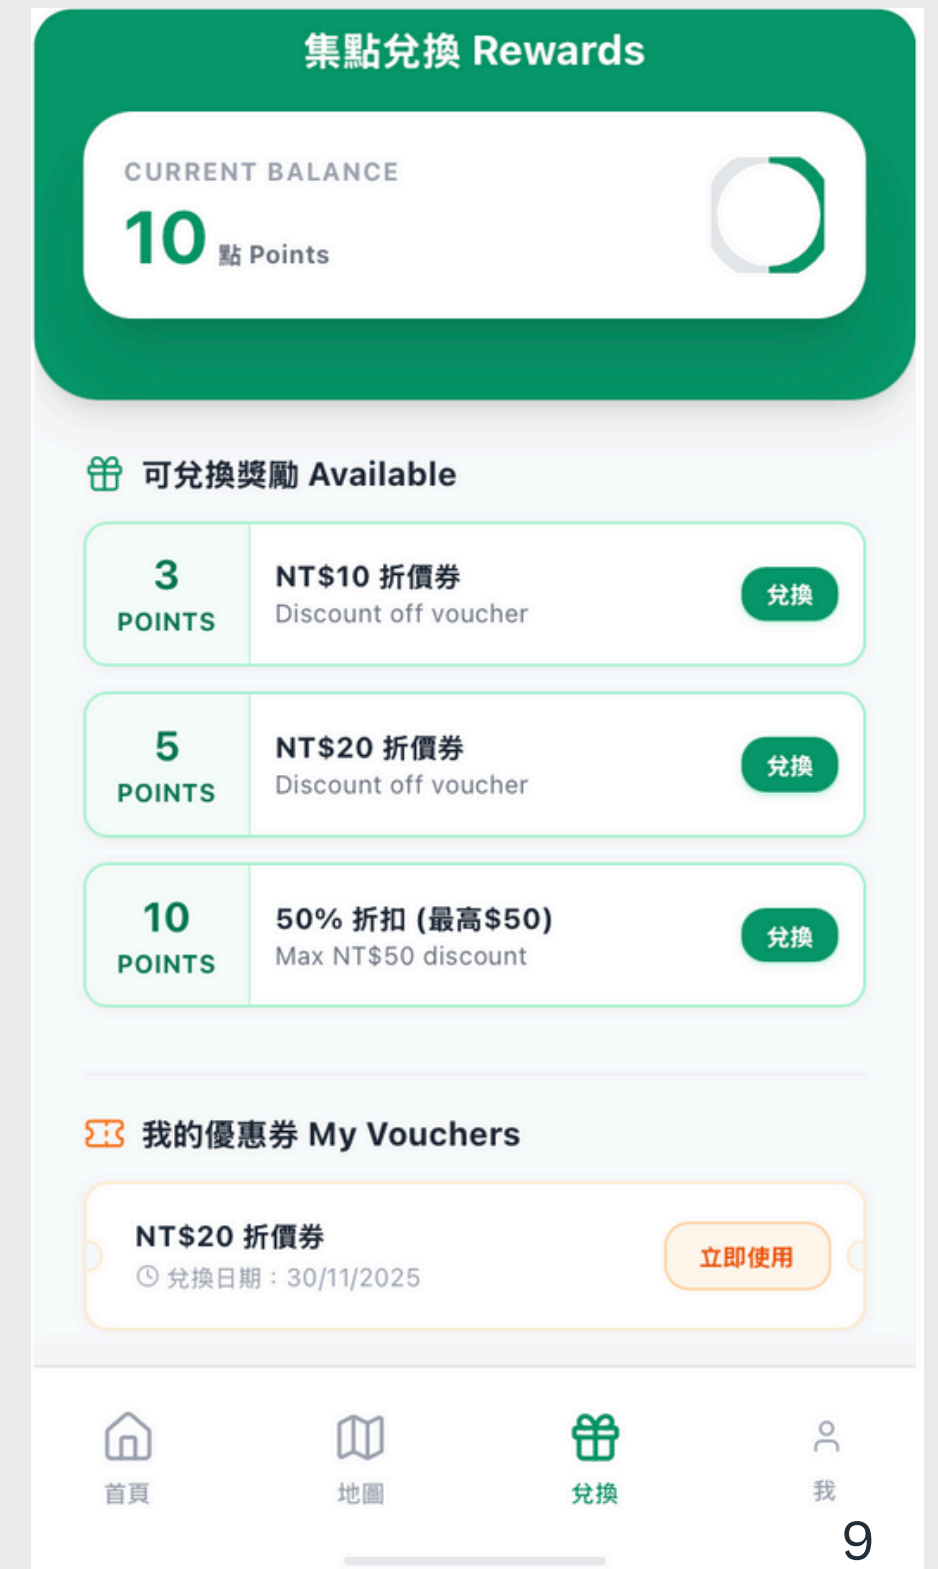 集點兌換 Rewards
CURRENT BALANCE
10 點 Points
可兌換獎勵 Available
3
POINTS
NT$10 折價券
Discount off voucher
兌換
5
POINTS
NT$20 折價券
Discount off voucher
兌換
10
POINTS
50% 折扣 (最高$50)
Max NT$50 discount
兌換
我的優惠券 My Vouchers
NT$20 折價券
兌換日期：30/11/2025
立即使用
首頁
地圖
兌換
我
9